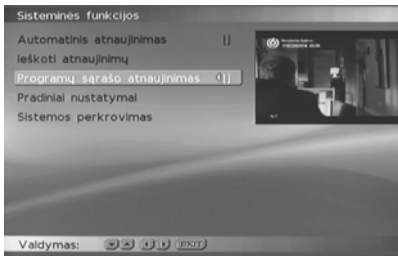 Sisteminės funkcijos
Automatinis atnaujinimas
Ieškoti atnaujinimų
Programų sąrašo atnaujinimas
Pradiniai nustatymai
Sistemos perkrovimas
Valdymas:
EXIT